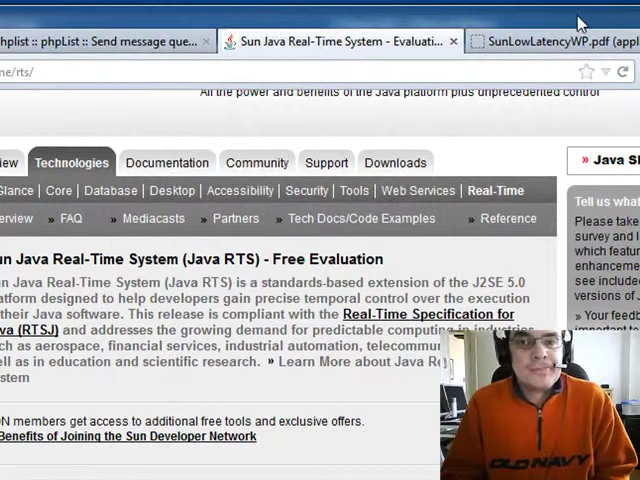 phplist :: phpList :: Send message que... ×
Sun Java Real-Time System - Evaluati... ×
SunLowLatencyWP.pdf (appl
me/rts/
All the power and benefits of the Java platform plus unprecedented control
iew Technologies Documentation Community Support Downloads
Glance | Core | Database | Desktop | Accessibility | Security | Tools | Web Services | Real-Time
erview » FAQ » Mediacasts » Partners » Tech Docs/Code Examples » Reference
» Java S
Tell us what
Please take
survey and l
which featur
enhanceme
see included
versions of J
» Your feedb
important to
un Java Real-Time System (Java RTS) - Free Evaluation
un Java Real-Time System (Java RTS) is a standards-based extension of the J2SE 5.0
atform designed to help developers gain precise temporal control over the execution
their Java software. This release is compliant with the Real-Time Specification for
va (RTSJ) and addresses the growing demand for predictable computing in industries
ch as aerospace, financial services, industrial automation, telecommu
ell as in education and scientific research. » Learn More about Java Re
stem
N members get access to additional free tools and exclusive offers.
Benefits of Joining the Sun Developer Network
OLD NAVY